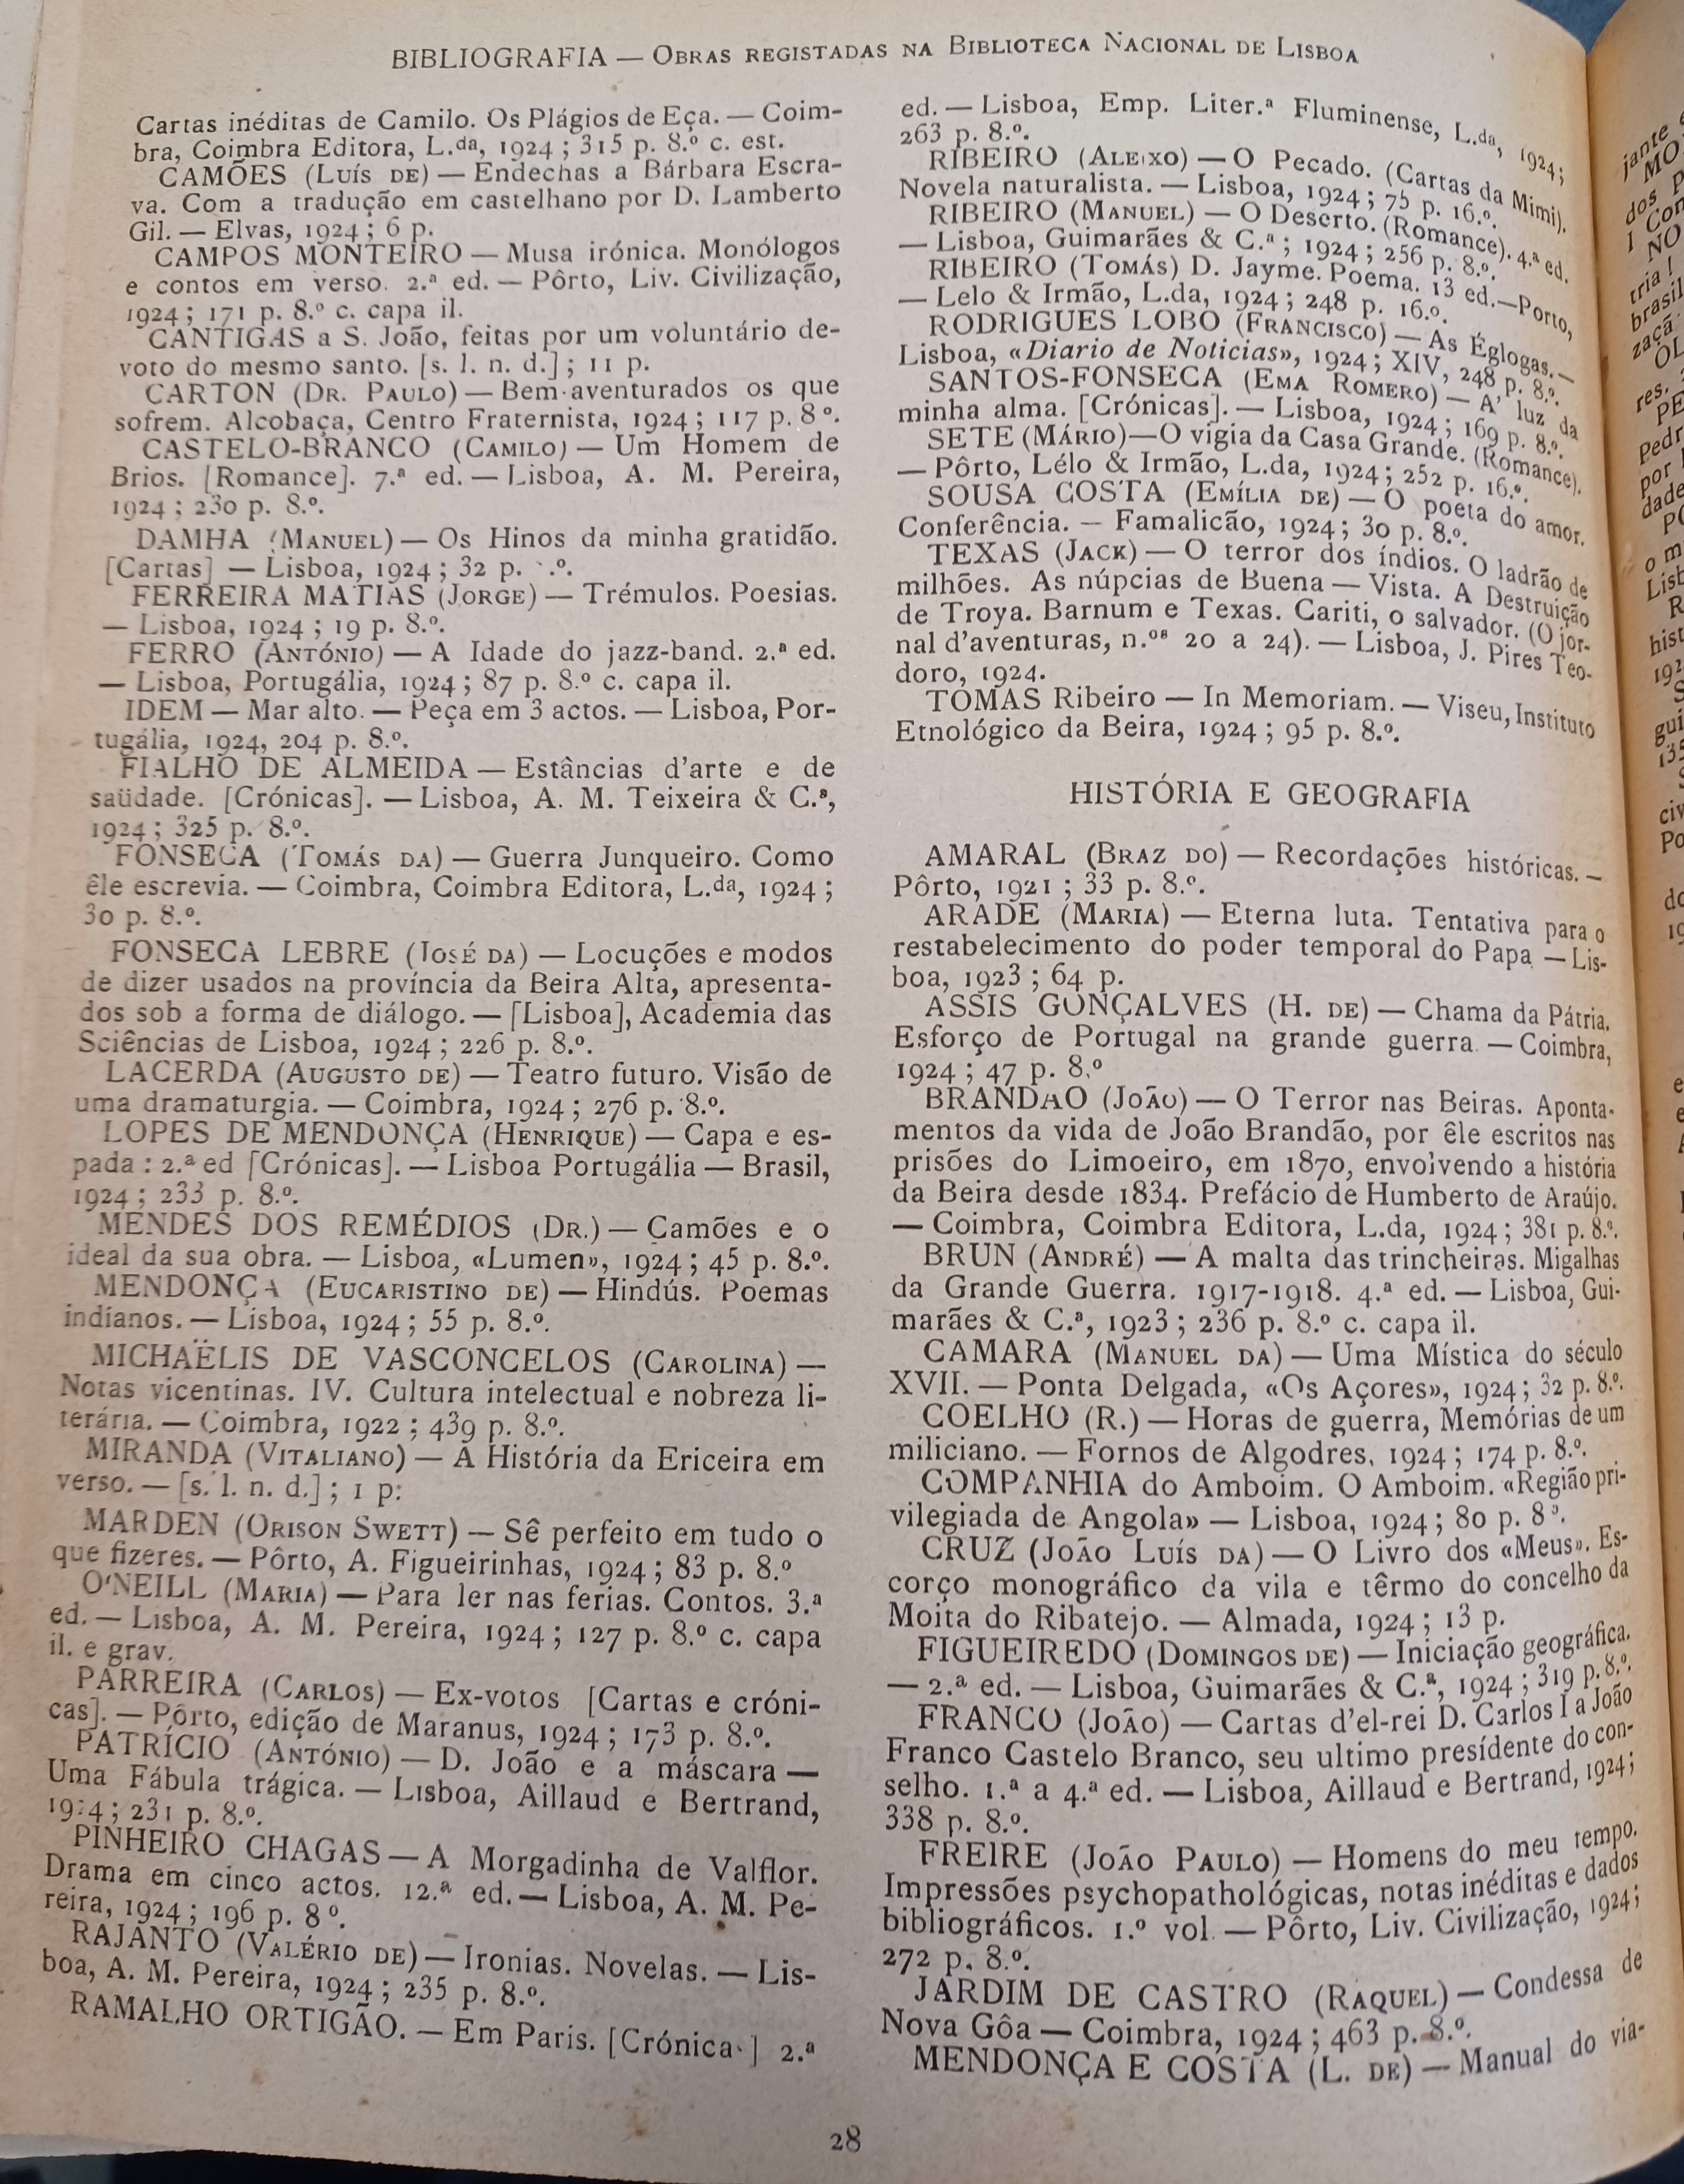 BIBLIOGRAFIA — OBRAS REGISTADAS NA BIBLIOTECA NACIONAL DE LISBOA
Cartas inéditas de Camilo. Os Plágios de Eça. — Coim-
bra, Coimbra Editora, L.da, 1924 ; 315 p. 8.º c. est.
CAMÕES (LUÍS DE) — Endechas a Bárbara Escra-
va. Com a tradução em castelhano por D. Lamberto
Gil. — Elvas, 1924 ; 6 p.
CAMPOS MONTEIRO — Musa irónica. Monólogos
e contos em verso. 2.ª ed. — Pôrto, Liv. Civilização,
1924 ; 171 p. 8.º c. capa il.
CANTIGAS a S. João, feitas por um voluntário de-
voto do mesmo santo. [s. l. n. d.] ; 11 p.
CARTON (DR. PAULO) — Bem-aventurados os que
sofrem. Alcobaça, Centro Fraternista, 1924 ; 117 p. 8 º.
CASTELO-BRANCO (CAMILO) — Um Homem de
Brios. [Romance]. 7.ª ed. — Lisboa, A. M. Pereira,
1924 ; 230 p. 8.º.
DAMHA (MANUEL) — Os Hinos da minha gratidão.
[Cartas] — Lisboa, 1924 ; 32 p. .º.
FERREIRA MATIAS (JORGE) — Trémulos. Poesias.
— Lisboa, 1924 ; 19 p. 8.º.
FERRO (ANTÓNIO) — A Idade do jazz-band. 2.ª ed.
— Lisboa, Portugália, 1924 ; 87 p. 8.º c. capa il.
IDEM — Mar alto. — Peça em 3 actos. — Lisboa, Por-
tugália, 1924, 204 p. 8.º.
FIALHO DE ALMEIDA — Estâncias d'arte e de
saüdade. [Crónicas]. — Lisboa, A. M. Teixeira & C.ª,
1924 ; 325 p. 8.º.
FONSECA (TOMÁS DA) — Guerra Junqueiro. Como
êle escrevia. — Coimbra, Coimbra Editora, L.da, 1924 ;
30 p. 8.º.
FONSECA LEBRE (JOSÉ DA) — Locuções e modos
de dizer usados na província da Beira Alta, apresenta-
dos sob a forma de diálogo. — [Lisboa], Academia das
Sciências de Lisboa, 1924 ; 226 p. 8.º.
LACERDA (AUGUSTO DE) — Teatro futuro. Visão de
uma dramaturgia. — Coimbra, 1924 ; 276 p. 8.º.
LOPES DE MENDONÇA (HENRIQUE) — Capa e es-
pada : 2.ª ed [Crónicas]. — Lisboa Portugália — Brasil,
1924 ; 233 p. 8.º.
MENDES DOS REMÉDIOS (DR.) — Camões e o
ideal da sua obra. — Lisboa, «Lumen», 1924 ; 45 p. 8.º.
MENDONÇA (EUCARISTINO DE) — Hindús. Poemas
indíanos. — Lisboa, 1924 ; 55 p. 8.º.
MICHAËLIS DE VASCONCELOS (CAROLINA) —
Notas vicentinas. IV. Cultura intelectual e nobreza li-
terária. — Coimbra, 1922 ; 439 p. 8.º.
MIRANDA (VITALIANO) — A História da Ericeira em
verso. — [s. l. n. d.] ; 1 p:
MARDEN (ORISON SWETT) — Sê perfeito em tudo o
que fizeres. — Pôrto, A. Figueirinhas, 1924 ; 83 p. 8.º
O'NEILL (MARIA) — Para ler nas ferias. Contos. 3.ª
ed. — Lisboa, A. M. Pereira, 1924 ; 127 p. 8.º c. capa
il. e grav.
PARREIRA (CARLOS) — Ex-votos [Cartas e cróni-
cas]. — Pôrto, edição de Maranus, 1924 ; 173 p. 8.º.
PATRÍCIO (ANTÓNIO) — D. João e a máscara —
Uma Fábula trágica. — Lisboa, Aillaud e Bertrand,
1924 ; 231 p. 8.º.
PINHEIRO CHAGAS — A Morgadinha de Valflor.
Drama em cinco actos. 12.ª ed. — Lisboa, A. M. Pe-
reira, 1924 ; 196 p. 8 º.
RAJANTO (VALÉRIO DE) — Ironias. Novelas. — Lis-
boa, A. M. Pereira, 1924 ; 235 p. 8.º.
RAMALHO ORTIGÃO. — Em Paris. [Crónica ] 2.ª
ed. — Lisboa, Emp. Liter.ª Fluminense, L.da, 1924 ;
263 p. 8.º.
RIBEIRO (ALEIXO) — O Pecado. (Cartas da Mimi).
Novela naturalista. — Lisboa, 1924 ; 75 p. 16.º.
RIBEIRO (MANUEL) — O Deserto. (Romance). 4.ª ed.
— Lisboa, Guimarães & C.ª ; 1924 ; 256 p. 8.º.
RIBEIRO (TOMÁS) D. Jayme. Poema. 13 ed.—Porto,
— Lelo & Irmão, L.da, 1924 ; 248 p. 16.º.
RODRIGUES LOBO (FRANCISCO) — As Églogas. —
Lisboa, «Diario de Noticias», 1924 ; XIV, 248 p. 8.º.
SANTOS-FONSECA (EMA ROMERO) — A' luz da
minha alma. [Crónicas]. — Lisboa, 1924 ; 169 p. 8.º.
SETE (MÁRIO)—O vigia da Casa Grande. (Romance).
— Pôrto, Lélo & Irmão, L.da, 1924 ; 252 p. 16.º.
SOUSA COSTA (EMÍLIA DE) — O poeta do amor.
Conferência. — Famalicão, 1924 ; 30 p. 8.º.
TEXAS (JACK) — O terror dos índios. O ladrão de
milhões. As núpcias de Buena — Vista. A Destruição
de Troya. Barnum e Texas. Cariti, o salvador. (O jor-
nal d'aventuras, n.os 20 a 24). — Lisboa, J. Pires Teo-
doro, 1924.
TOMAS Ribeiro — In Memoriam. — Viseu, Instituto
Etnológico da Beira, 1924 ; 95 p. 8.º.
HISTÓRIA E GEOGRAFIA
AMARAL (BRAZ DO) — Recordações históricas. —
Pôrto, 1921 ; 33 p. 8.º.
ARADE (MARIA) — Eterna luta. Tentativa para o
restabelecimento do poder temporal do Papa — Lis-
boa, 1923 ; 64 p.
ASSIS GONÇALVES (H. DE) — Chama da Pátria.
Esforço de Portugal na grande guerra — Coimbra,
1924 ; 47 p. 8.º
BRANDÃO (JOÃO) — O Terror nas Beiras. Aponta-
mentos da vida de João Brandão, por êle escritos nas
prisões do Limoeiro, em 1870, envolvendo a história
da Beira desde 1834. Prefácio de Humberto de Araújo.
— Coimbra, Coimbra Editora, L.da, 1924 ; 381 p. 8.º.
BRUN (ANDRÉ) — A malta das trincheiras. Migalhas
da Grande Guerra. 1917-1918. 4.ª ed. — Lisboa, Gui-
marães & C.ª, 1923 ; 236 p. 8.º c. capa il.
CAMARA (MANUEL DA) — Uma Mística do século
XVII. — Ponta Delgada, «Os Açores», 1924 ; 32 p. 8.º.
COELHO (R.) — Horas de guerra, Memórias de um
miliciano. — Fornos de Algodres, 1924 ; 174 p. 8.º.
COMPANHIA do Amboim. O Amboim. «Região pri-
vilegiada de Angola» — Lisboa, 1924 ; 80 p. 8 º.
CRUZ (JOÃO LUÍS DA) — O Livro dos «Meus». Es-
corço monográfico da vila e têrmo do concelho da
Moita do Ribatejo. — Almada, 1924 ; 13 p.
FIGUEIREDO (DOMINGOS DE) — Iniciação geográfica.
— 2.ª ed. — Lisboa, Guimarães & C.ª, 1924 ; 319 p. 8.º.
FRANCO (JOÃO) — Cartas d'el-rei D. Carlos I a João
Franco Castelo Branco, seu ultimo presídente do con-
selho. 1.ª a 4.ª ed. — Lisboa, Aillaud e Bertrand, 1924 ;
338 p. 8.º.
FREIRE (JOÃO PAULO) — Homens do meu tempo.
Impressões psychopathológicas, notas inéditas e dados
bibliográficos. 1.º vol. — Pôrto, Liv. Civilização, 1924 ;
272 p. 8.º.
JARDIM DE CASTRO (RAQUEL) — Condessa de
Nova Gôa — Coimbra, 1924 ; 463 p. 8.º.
MENDONÇA E COSTA (L. DE) — Manual do via-
28